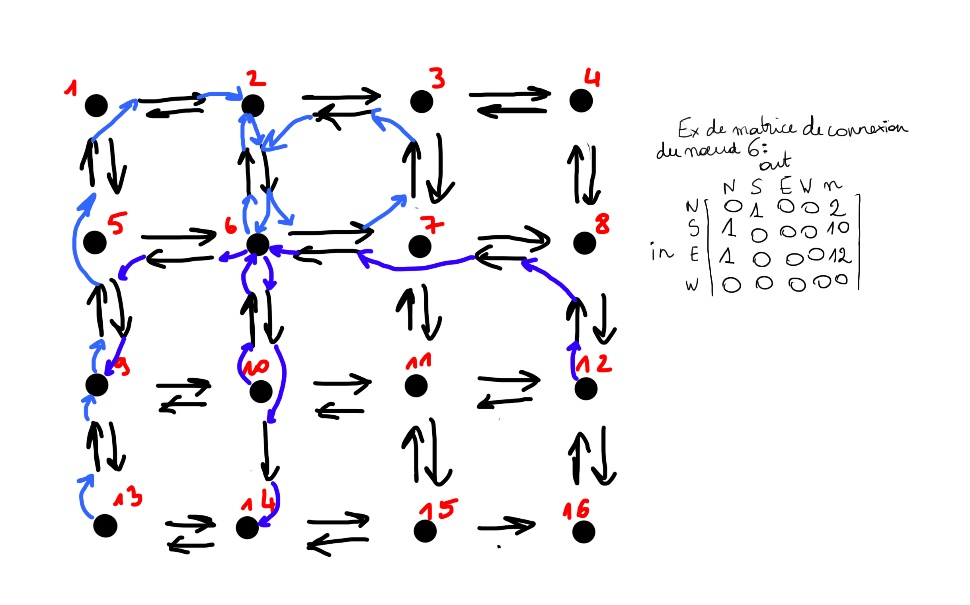 1 2 3 4
Ex de matrice de connexion
du nœud 6:
out
N S E W n
N 0 1 0 0 2
5 6 7 8
S 1 0 0 0 10
in E 1 0 0 0 12
W 0 0 0 0 0
9 10 11 12
13 14 15 16